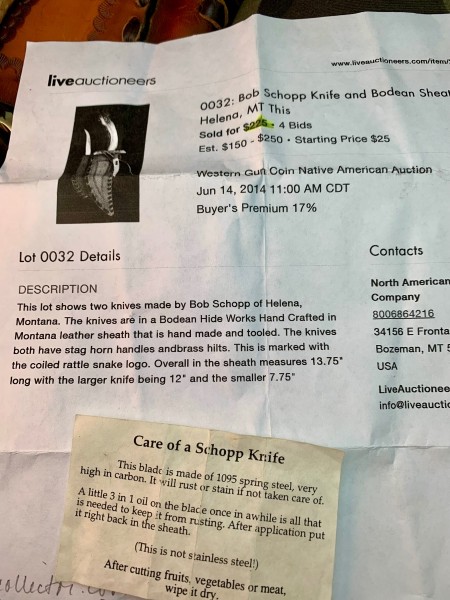 www.liveauctioneers.com/item/
liveauctioneers
0032: Bob Schopp Knife and Bodean Shea
Helena, MT This
Sold for $225 • 4 Bids
Est. $150 - $250 • Starting Price $25
Western Gun Coin Native American Auction
Jun 14, 2014 11:00 AM CDT
Buyer's Premium 17%
Lot 0032 Details
DESCRIPTION
This lot shows two knives made by Bob Schopp of Helena,
Montana. The knives are in a Bodean Hide Works Hand Crafted in
Montana leather sheath that is hand made and tooled. The knives
both have stag horn handles andbrass hilts. This is marked with
the coiled rattle snake logo. Overall in the sheath measures 13.75"
long with the larger knife being 12" and the smaller 7.75"
Contacts
North American
Company
8006864216
34156 E Fronta
Bozeman, MT 5
USA
LiveAuctionee
info@liveauctic
Care of a Schopp Knife
This blade is made of 1095 spring steel, very
high in carbon. It will rust or stain if not taken care of.
A little 3 in 1 oil on the blade once in awhile is all that
is needed to keep it from rusting. After application put
it right back in the sheath.
(This is not stainless steel!)
After cutting fruits, vegetables or meat,
wipe it dry.
ollector.co